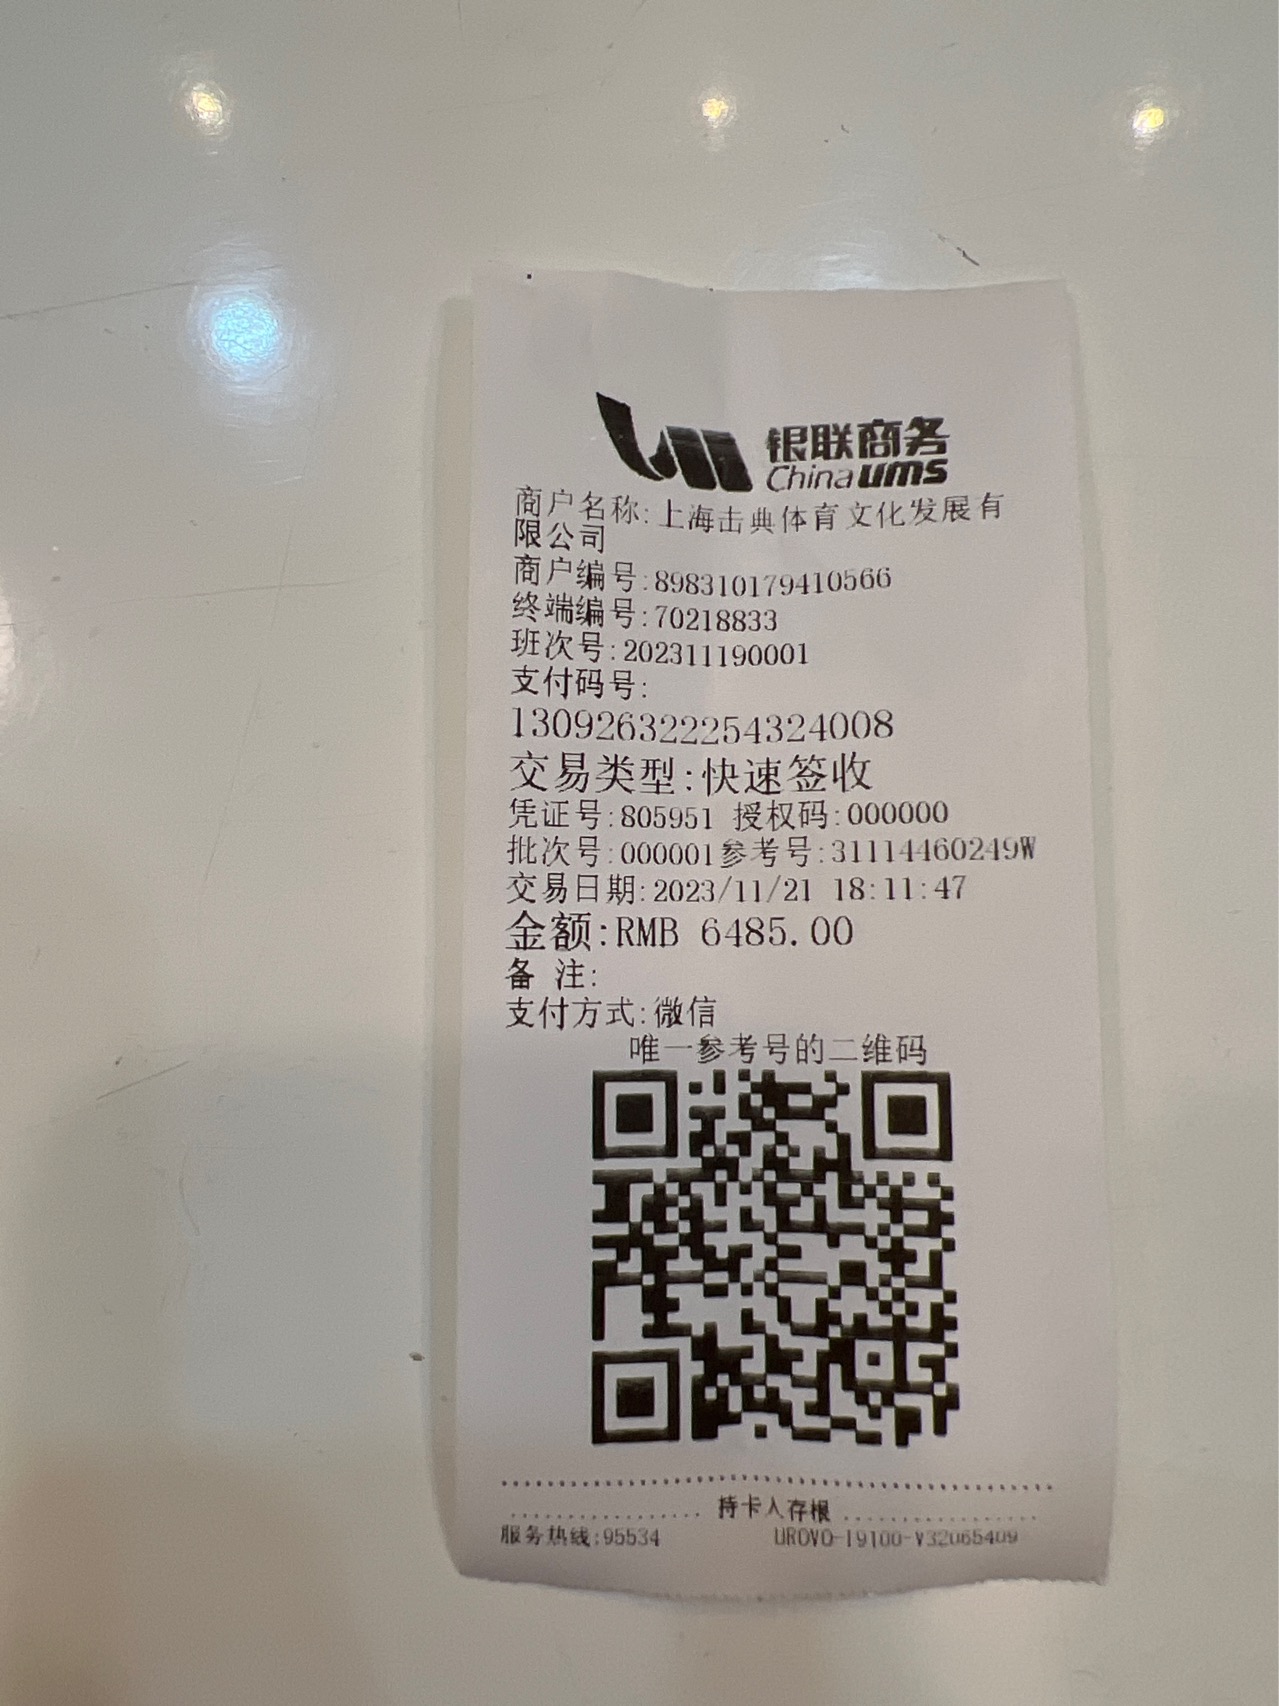 银联商务
China ums
商户名称:上海击典体育文化发展有
限公司
商户编号:898310179410566
终端编号:70218833
班次号:202311190001
支付码号:
130926322254324008
交易类型:快速签收
凭证号:805951 授权码:000000
批次号:000001参考号:31114460249W
交易日期:2023/11/21 18:11:47
金额:RMB 6485.00
备 注:
支付方式:微信
唯一参考号的二维码
持卡人存根
服务热线:95534 UROVO-I9100-V32065409